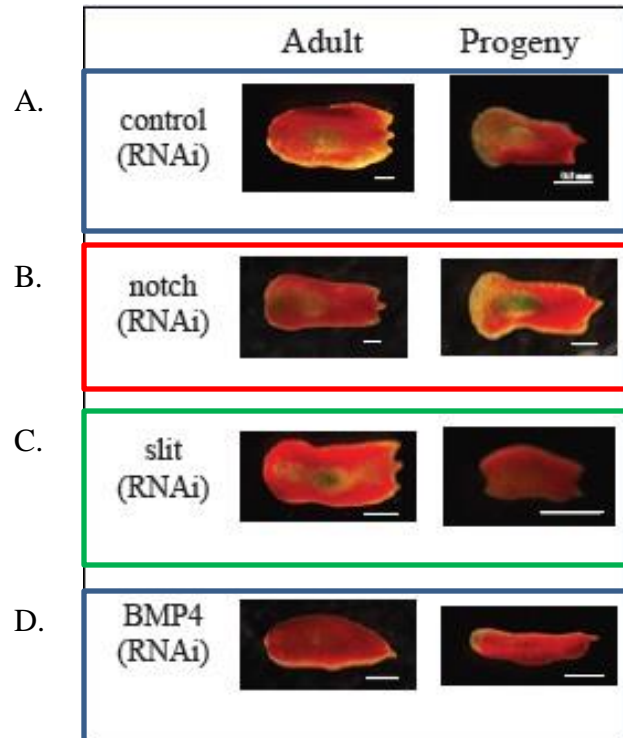 Adult Progeny
A.
control
(RNAi)
B.
notch
(RNAi)
C.
slit
(RNAi)
D.
BMP4
(RNAi)